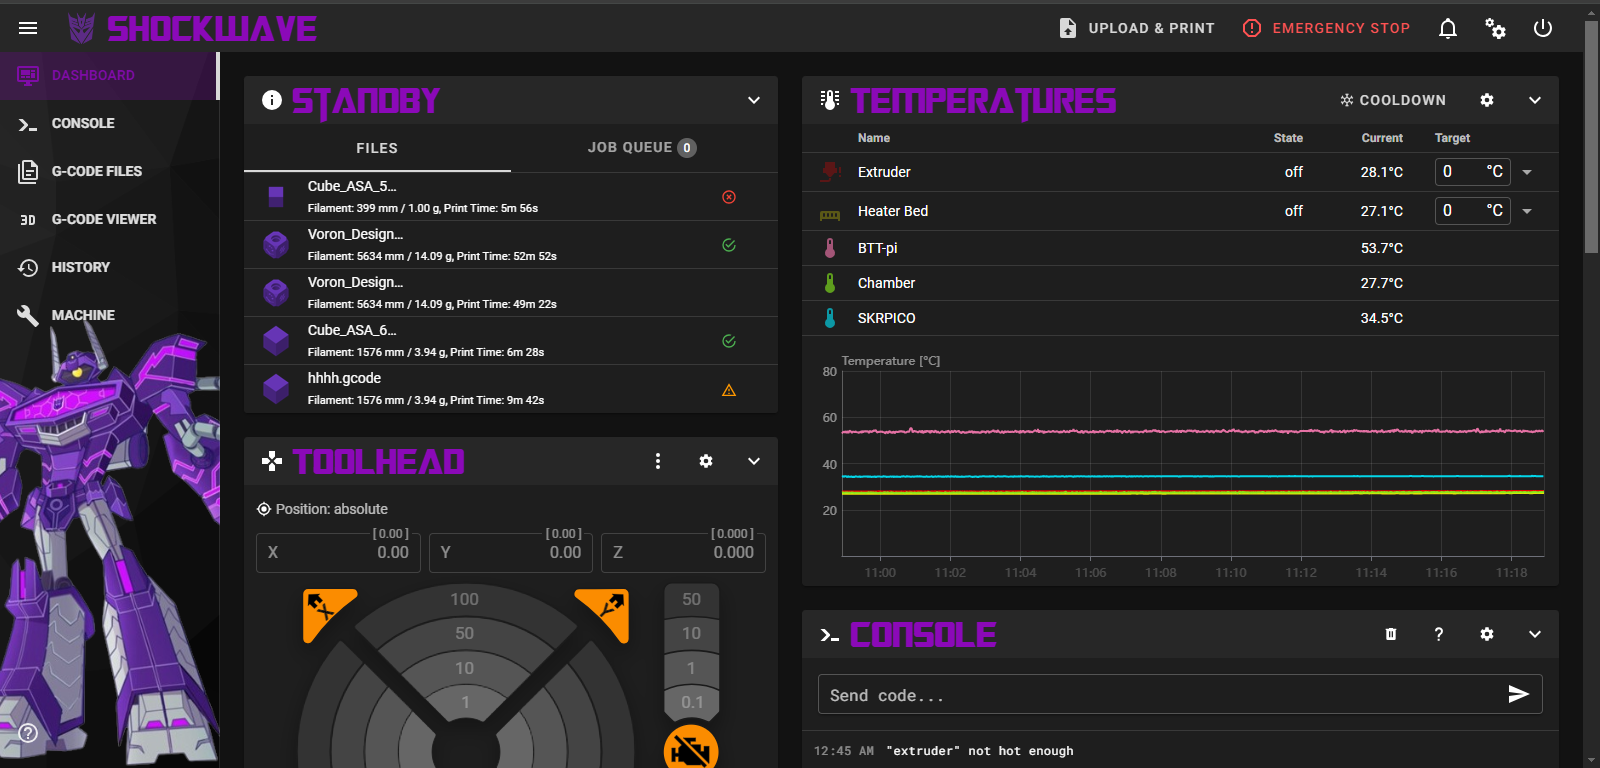 SHOCKWAVE
UPLOAD & PRINT
EMERGENCY STOP
DASHBOARD
CONSOLE
G-CODE FILES
3D G-CODE VIEWER
HISTORY
MACHINE
STANDBY
FILES
JOB QUEUE 0
Cube_ASA_5...
Filament: 399 mm / 1.00 g, Print Time: 5m 56s
Voron_Design...
Filament: 5634 mm / 14.09 g, Print Time: 52m 52s
Voron_Design...
Filament: 5634 mm / 14.09 g, Print Time: 49m 22s
Cube_ASA_6...
Filament: 1576 mm / 3.94 g, Print Time: 6m 28s
hhhh.gcode
Filament: 1576 mm / 3.94 g, Print Time: 9m 42s
TOOLHEAD
Position: absolute
[ 0.00 ]
X 0.00
[ 0.00 ]
Y 0.00
[ 0.000 ]
Z 0.000
X
Y
100
50
10
1
50
10
1
0.1
TEMPERATURES
COOLDOWN
Name State Current Target
Extruder off 28.1°C 0 °C
Heater Bed off 27.1°C 0 °C
BTT-pi 53.7°C
Chamber 27.7°C
SKRPICO 34.5°C
Temperature [°C]
80
60
40
20
11:00 11:02 11:04 11:06 11:08 11:10 11:12 11:14 11:16 11:18
CONSOLE
?
Send code...
12:45 AM "extruder" not hot enough